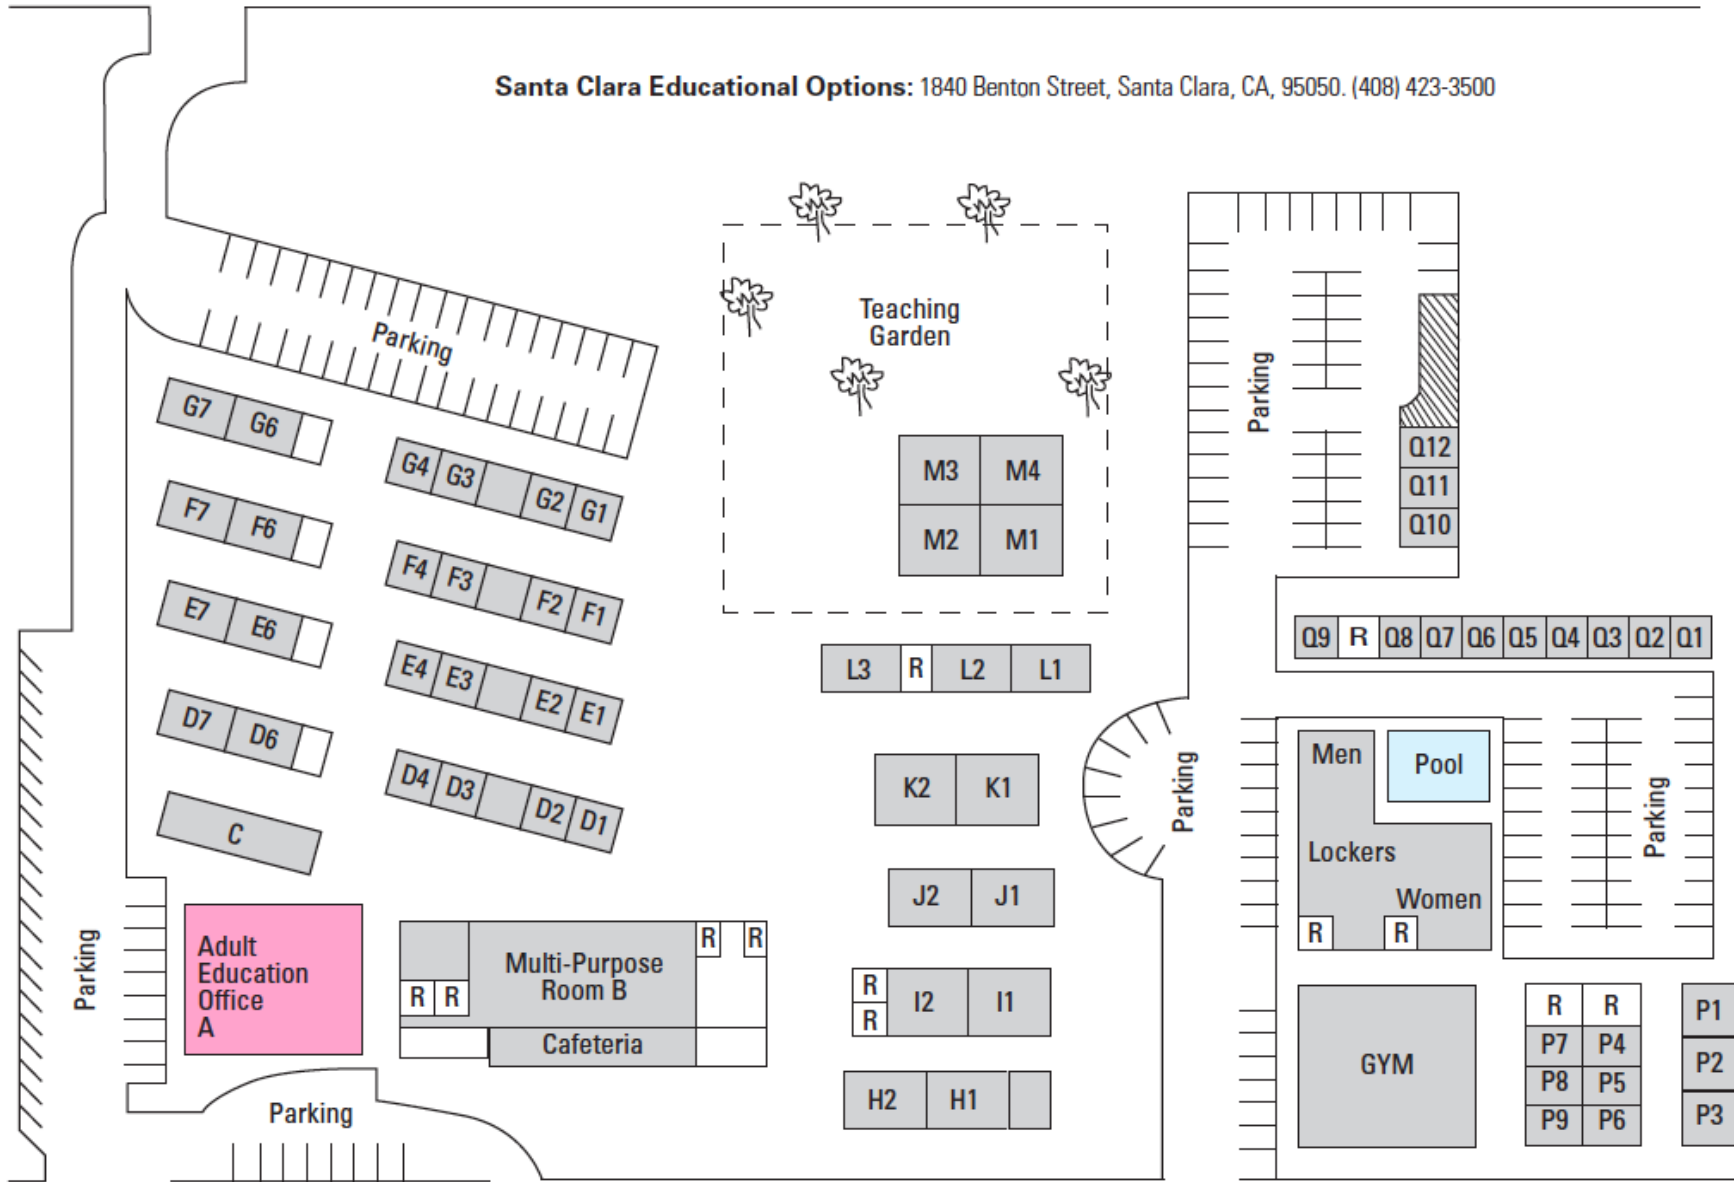 Santa Clara Educational Options: 1840 Benton Street, Santa Clara, CA, 95050. (408) 423-3500
Teaching
Garden
Parking
G7 G6
G4 G3 G2 G1
F7 F6
F4 F3 F2 F1
E7 E6
E4 E3 E2 E1
D7 D6
D4 D3 D2 D1
C
Parking
Adult
Education
Office
A
Parking
R R
Multi-Purpose
Room B
R R
Cafeteria
M3 M4
M2 M1
L3 R L2 L1
K2 K1
J2 J1
R
R
I2 I1
H2 H1
Parking
Parking
Q12
Q11
Q10
Q9 R Q8 Q7 Q6 Q5 Q4 Q3 Q2 Q1
Men
Pool
Lockers
Women
R R
Parking
GYM
R R
P7 P4
P8 P5
P9 P6
P1
P2
P3